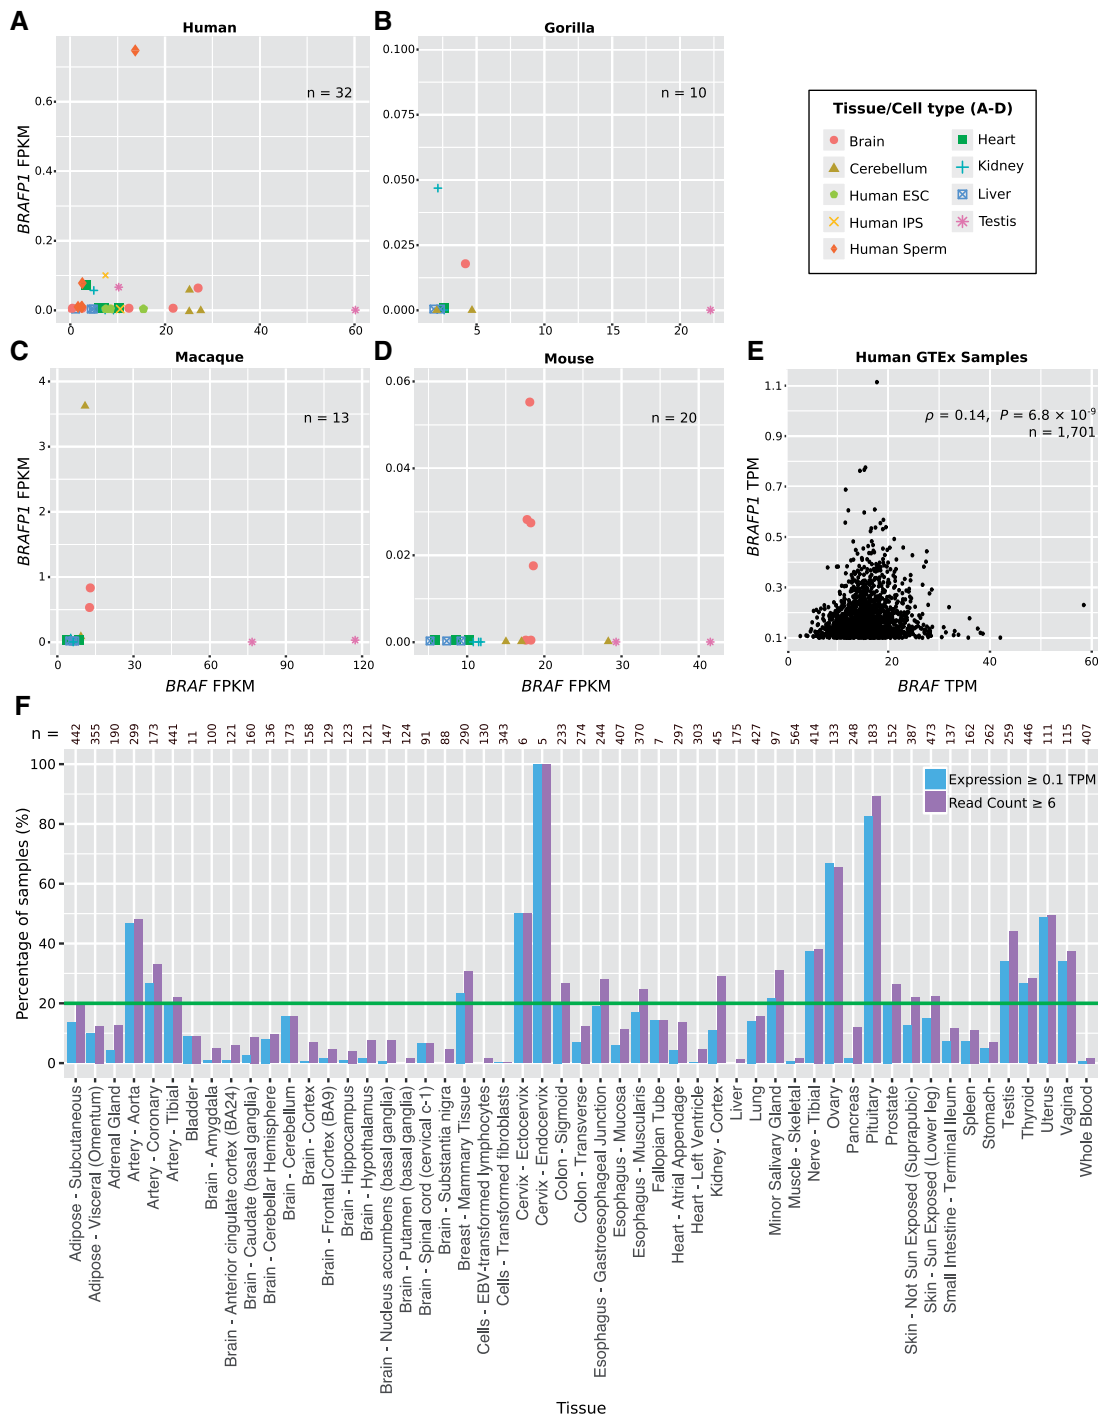 A
Human
n = 32
BRAFP1 FPKM
0.6
0.4
0.2
0.0
0
20
40
60
B
Gorilla
n = 10
0.100
0.075
0.050
0.025
0.000
5
10
15
20
Tissue/Cell type (A-D)
Brain
Cerebellum
Human ESC
Human IPS
Human Sperm
Heart
Kidney
Liver
Testis
C
Macaque
n = 13
BRAFP1 FPKM
4
3
2
1
0
0
30
60
90
120
BRAF FPKM
D
Mouse
n = 20
0.06
0.04
0.02
0.00
10
20
30
40
BRAF FPKM
E
Human GTEx Samples
ρ = 0.14, P = 6.8 × 10-9
n = 1,701
BRAFP1 TPM
1.1
0.9
0.7
0.5
0.3
0.1
0
20
40
60
BRAF TPM
F
n = 442 355 190 299 173 441 11 100 121 160 136 173 158 129 123 121 147 124 91 88 290 130 343 6 5 233 274 244 407 370 7 297 303 45 175 427 97 564 414 133 248 183 152 387 473 137 162 262 259 446 111 115 407
Expression ≥ 0.1 TPM
Read Count ≥ 6
Percentage of samples (%)
100
80
60
40
20
0
Adipose - Subcutaneous
Adipose - Visceral (Omentum)
Adrenal Gland
Artery - Aorta
Artery - Coronary
Artery - Tibial
Bladder
Brain - Amygdala
Brain - Anterior cingulate cortex (BA24)
Brain - Caudate (basal ganglia)
Brain - Cerebellar Hemisphere
Brain - Cerebellum
Brain - Cortex
Brain - Frontal Cortex (BA9)
Brain - Hippocampus
Brain - Hypothalamus
Brain - Nucleus accumbens (basal ganglia)
Brain - Putamen (basal ganglia)
Brain - Spinal cord (cervical c-1)
Brain - Substantia nigra
Breast - Mammary Tissue
Cells - EBV-transformed lymphocytes
Cells - Transformed fibroblasts
Cervix - Ectocervix
Cervix - Endocervix
Colon - Sigmoid
Colon - Transverse
Esophagus - Gastroesophageal Junction
Esophagus - Mucosa
Esophagus - Muscularis
Fallopian Tube
Heart - Atrial Appendage
Heart - Left Ventricle
Kidney - Cortex
Liver
Lung
Minor Salivary Gland
Muscle - Skeletal
Nerve - Tibial
Ovary
Pancreas
Pituitary
Prostate
Skin - Not Sun Exposed (Suprapubic)
Skin - Sun Exposed (Lower leg)
Small Intestine - Terminal Ileum
Spleen
Stomach
Testis
Thyroid
Uterus
Vagina
Whole Blood
Tissue